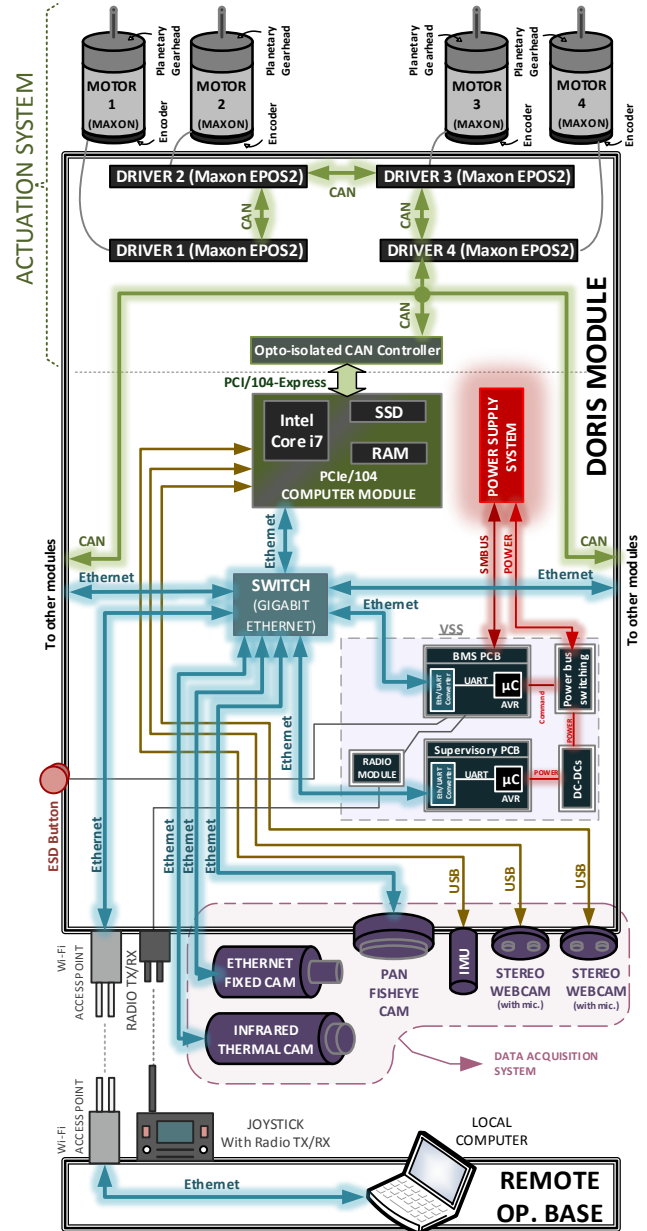 ACTUATION SYSTEM
Planetary
Gearhead
Planetary
Gearhead
Planetary
Gearhead
Planetary
Gearhead
MOTOR
1
(MAXON)
Encoder
MOTOR
2
(MAXON)
Encoder
MOTOR
3
(MAXON)
Encoder
MOTOR
4
(MAXON)
Encoder
DRIVER 2 (Maxon EPOS2)
CAN
DRIVER 3 (Maxon EPOS2)
CAN
CAN
DRIVER 1 (Maxon EPOS2)
DRIVER 4 (Maxon EPOS2)
CAN
DORIS MODULE
Opto-isolated CAN Controller
PCI/104-Express
Intel
Core i7
SSD
RAM
PCIe/104
COMPUTER MODULE
POWER SUPPLY
SYSTEM
SMBUS
POWER
CAN
CAN
Ethernet
Ethernet
Ethernet
To other modules
To other modules
SWITCH
(GIGABIT
ETHERNET)
Ethernet
VSS
BMS PCB
Eth/UART
Converter
UART
µC
AVR
Command
Power bus
switching
POWER
RADIO
MODULE
Supervisory PCB
Eth/UART
Converter
UART
µC
AVR
POWER
DC-DCs
Ethernet
ESD Button
Ethernet
Ethernet
Ethernet
Ethernet
USB
USB
USB
Wi-Fi
ACCESS POINT
RADIO TX/RX
ETHERNET
FIXED CAM
PAN
FISHEYE
CAM
IMU
STEREO
WEBCAM
(with mic.)
STEREO
WEBCAM
(with mic.)
INFRARED
THERMAL CAM
DATA ACQUISITION
SYSTEM
Wi-Fi
ACCESS POINT
JOYSTICK
With Radio TX/RX
LOCAL
COMPUTER
Ethernet
REMOTE
OP. BASE